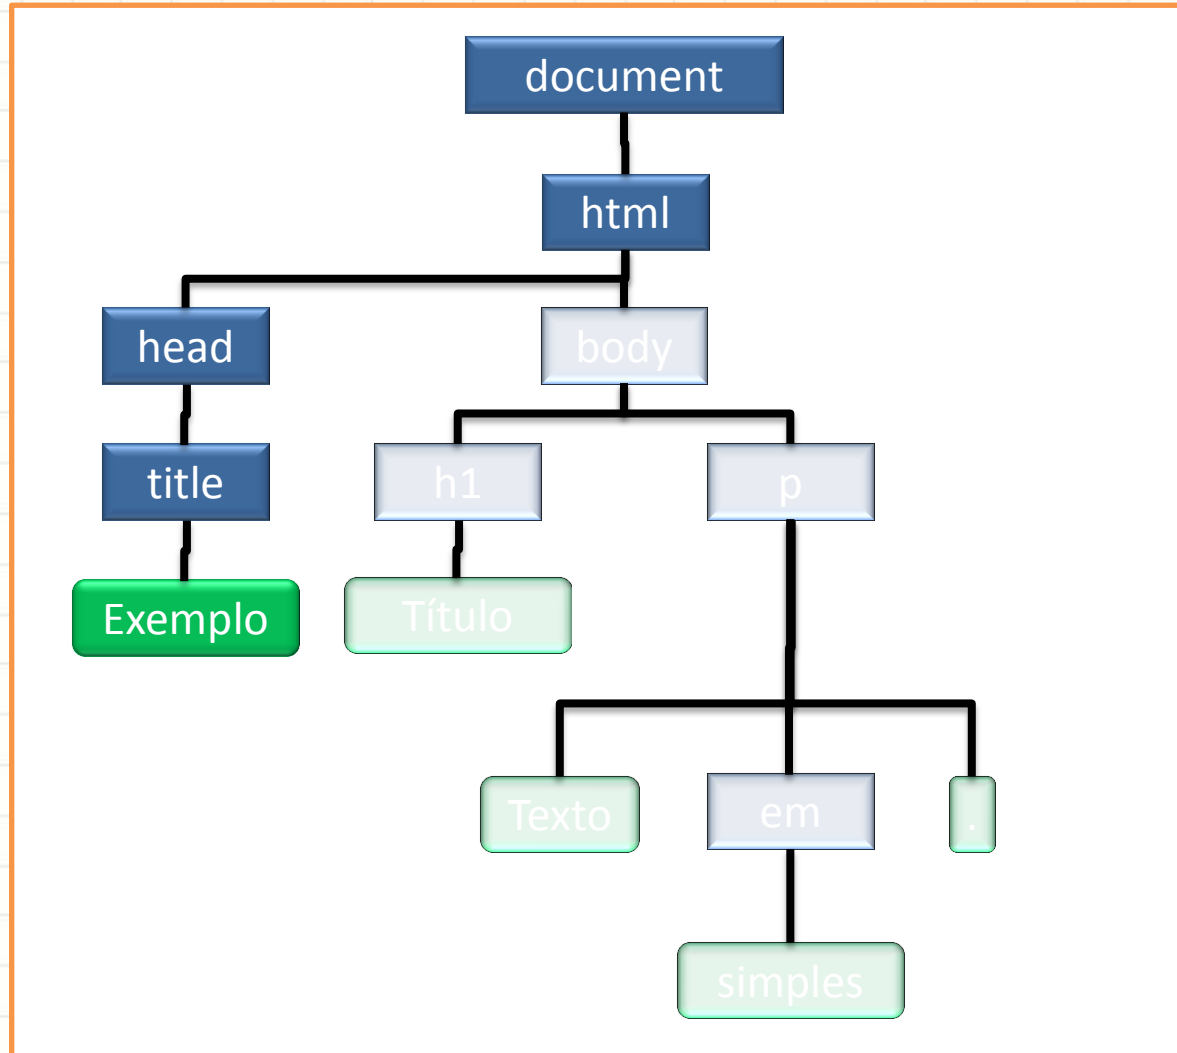 document
html
head
body
title
h1
p
Exemplo
Título
Texto
em
.
simples